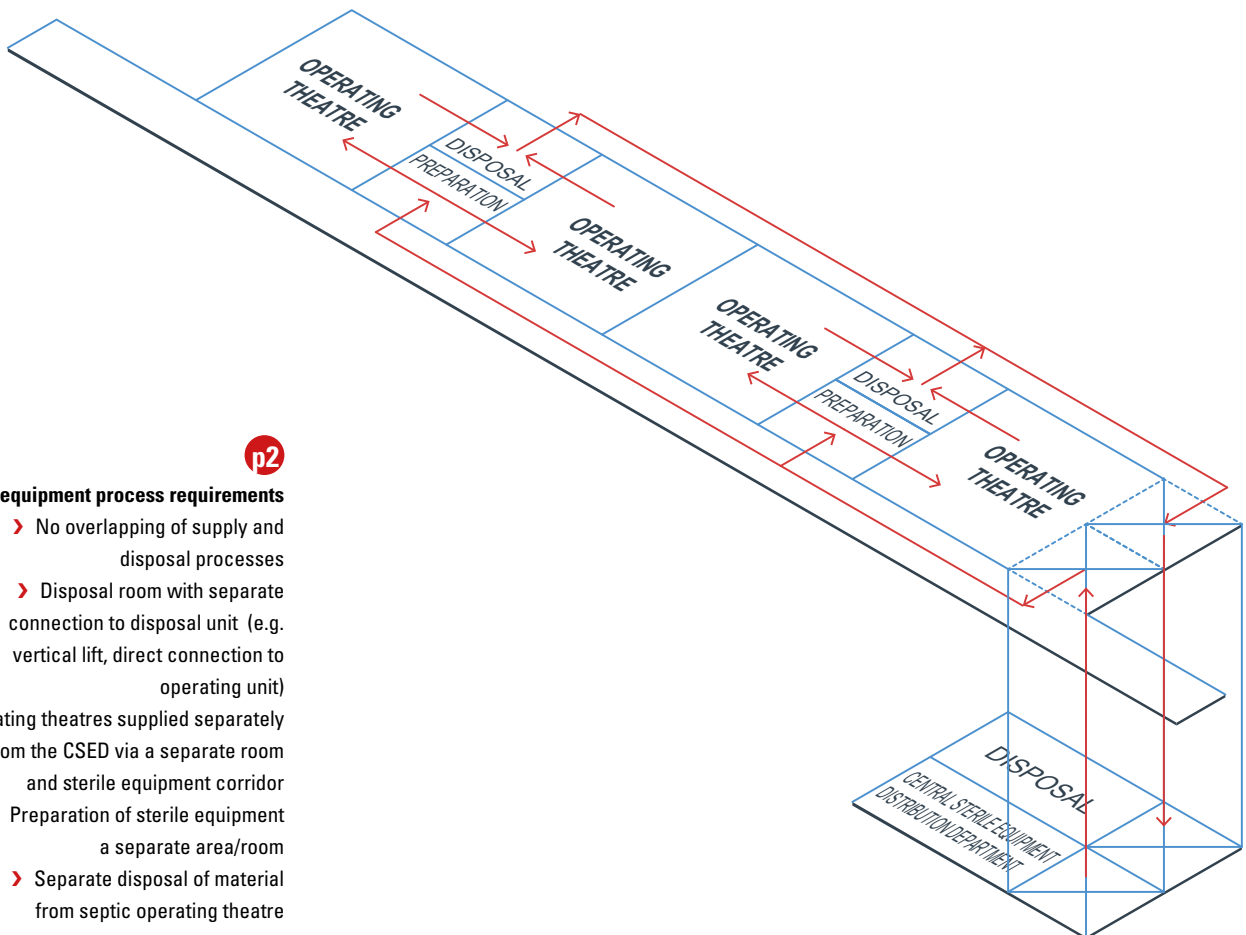 OPERATING
THEATRE
DISPOSAL
PREPARATION
OPERATING
THEATRE
OPERATING
THEATRE
DISPOSAL
PREPARATION
OPERATING
THEATRE
p2
equipment process requirements
› No overlapping of supply and
disposal processes
› Disposal room with separate
connection to disposal unit (e.g.
vertical lift, direct connection to
operating unit)
ating theatres supplied separately
om the CSED via a separate room
and sterile equipment corridor
Preparation of sterile equipment
a separate area/room
› Separate disposal of material
from septic operating theatre
DISPOSAL
CENTRAL STERILE EQUIPMENT
DISTRIBUTION DEPARTMENT